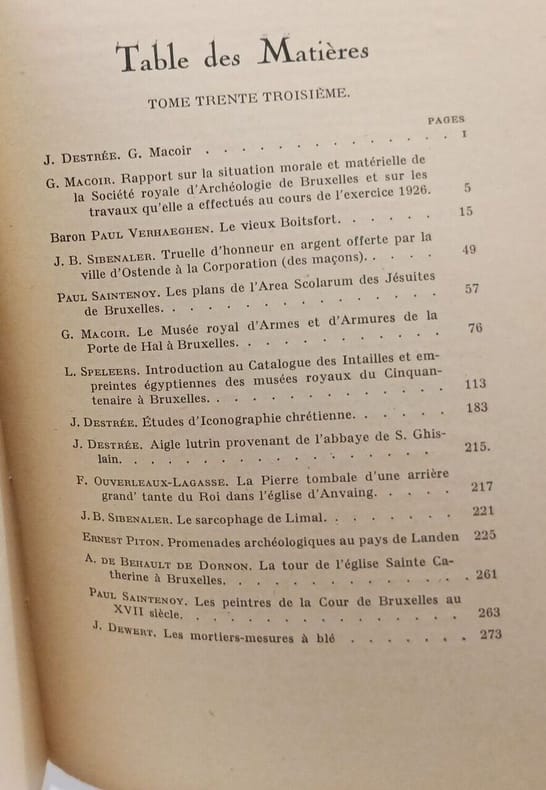 Table des Matières
TOME TRENTE TROISIÈME.
PAGES
J. DESTRÉE. G. Macoir . . . . . . . . . . . . . 1
G. MACOIR. Rapport sur la situation morale et matérielle de
la Société royale d'Archéologie de Bruxelles et sur les
travaux qu'elle a effectués au cours de l'exercice 1926. 5
Baron PAUL VERHAEGHEN. Le vieux Boitsfort. . . . . . 15
J. B. SIBENALER. Truelle d'honneur en argent offerte par la
ville d'Ostende à la Corporation (des maçons). . . . . 49
PAUL SAINTENOY. Les plans de l'Area Scolarum des Jésuites
de Bruxelles. . . . . . . . . . . . . . . 57
G. MACOIR. Le Musée royal d'Armes et d'Armures de la
Porte de Hal à Bruxelles. . . . . . . . . . . 76
L. SPELEERS. Introduction au Catalogue des Intailles et em-
preintes égyptiennes des musées royaux du Cinquan-
tenaire à Bruxelles. . . . . . . . . . . . . 113
J. DESTRÉE. Études d'Iconographie chrétienne. . . . . . 183
J. DESTRÉE. Aigle lutrin provenant de l'abbaye de S. Ghis-
lain. . . . . . . . . . . . . . . . . 215.
F. OUVERLEAUX-LAGASSE. La Pierre tombale d'une arrière
grand' tante du Roi dans l'église d'Anvaing. . . . . 217
J. B. SIBENALER. Le sarcophage de Limal. . . . . . . 221
ERNEST PITON. Promenades archéologiques au pays de Landen 225
A. DE BEHAULT DE DORNON. La tour de l'église Sainte Ca-
therine à Bruxelles. . . . . . . . . . . . . 261
PAUL SAINTENOY. Les peintres de la Cour de Bruxelles au
XVII siècle. . . . . . . . . . . . . . . 263
J. DEWERT. Les mortiers-mesures à blé . . . . . . . 273